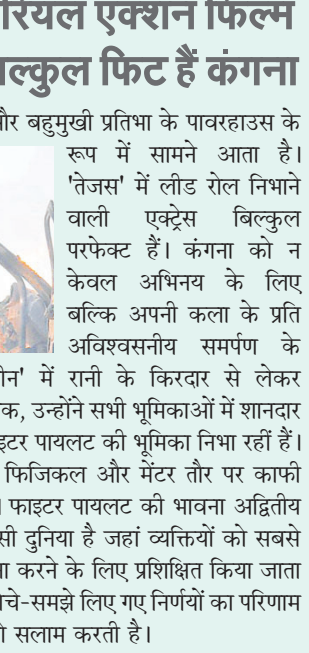 रियल एक्शन फिल्म
बिल्कुल फिट हैं कंगना
और बहुमुखी प्रतिभा के पावरहाउस के
रूप में सामने आता है।
'तेजस' में लीड रोल निभाने
वाली एक्ट्रेस बिल्कुल
परफेक्ट हैं। कंगना को न
केवल अभिनय के लिए
बल्कि अपनी कला के प्रति
अविश्वसनीय समर्पण के
में रानी के किरदार से लेकर
उन्होंने सभी भूमिकाओं में शानदार
पायलट की भूमिका निभा रहीं हैं।
फिजिकल और मेंटर तौर पर काफी
। फाइटर पायलट की भावना अद्वितीय
दुनिया है जहां व्यक्तियों को सबसे
करने के लिए प्रशिक्षित किया जाता
समझे लिए गए निर्णयों का परिणाम
सलाम करती है।